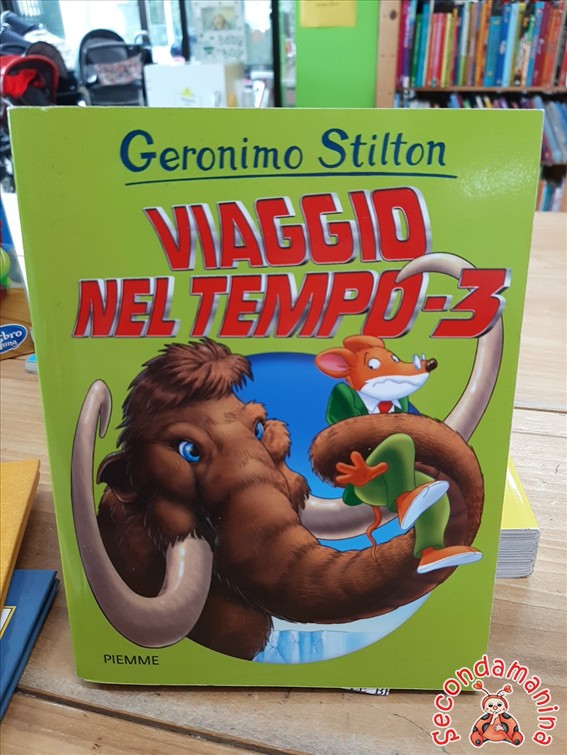 Geronimo Stilton
VIAGGIO
NEL TEMPO-3
PIEMME
Secondamanina